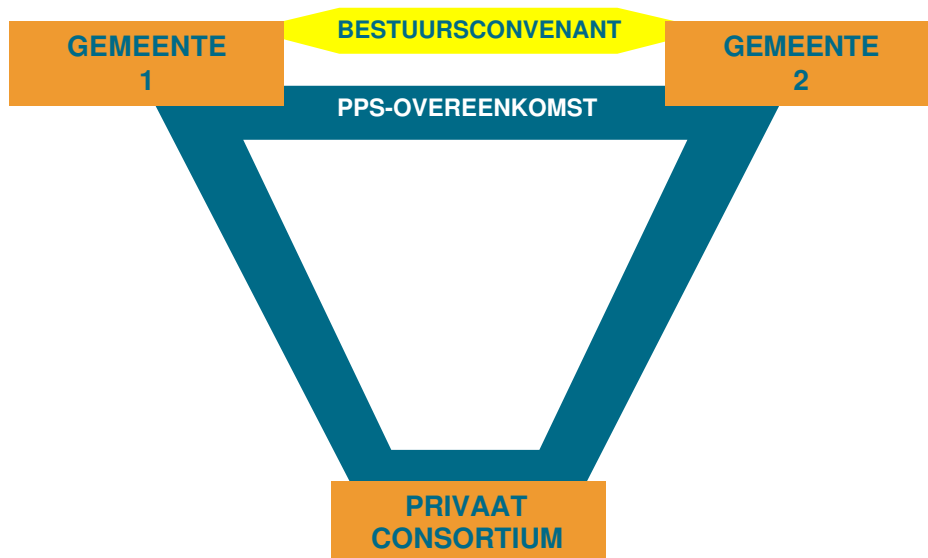 GEMEENTE
1
BESTUURSCONVENANT
GEMEENTE
2
PPS-OVEREENKOMST
PRIVAAT
CONSORTIUM